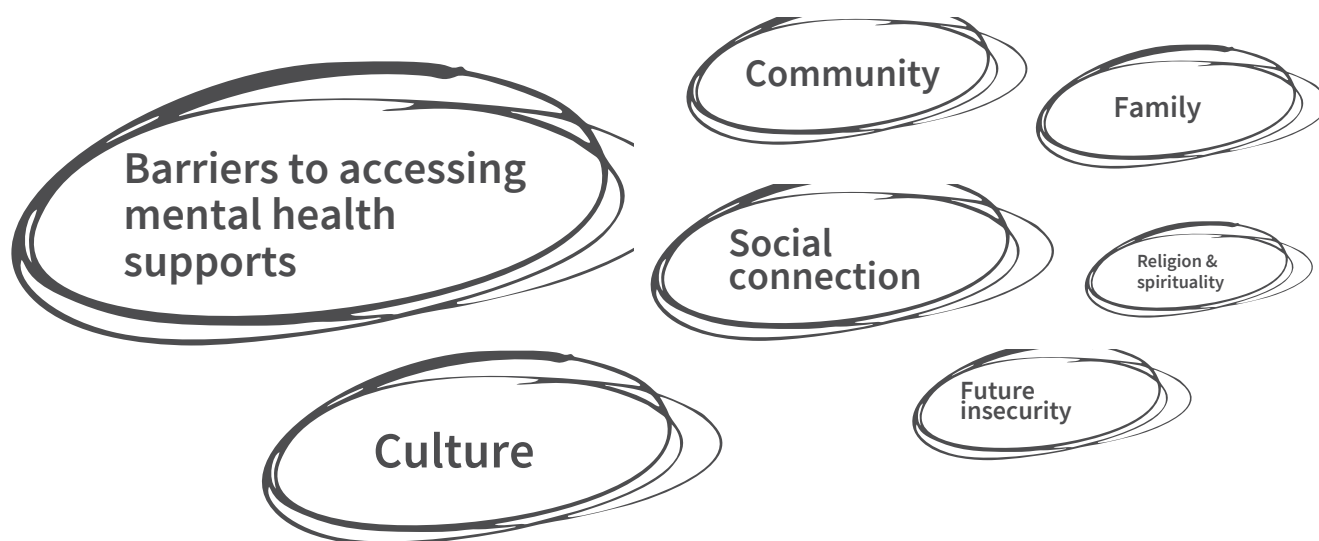 Barriers to accessing
mental health
supports
Community
Family
Social
connection
Religion &
spirituality
Culture
Future
insecurity